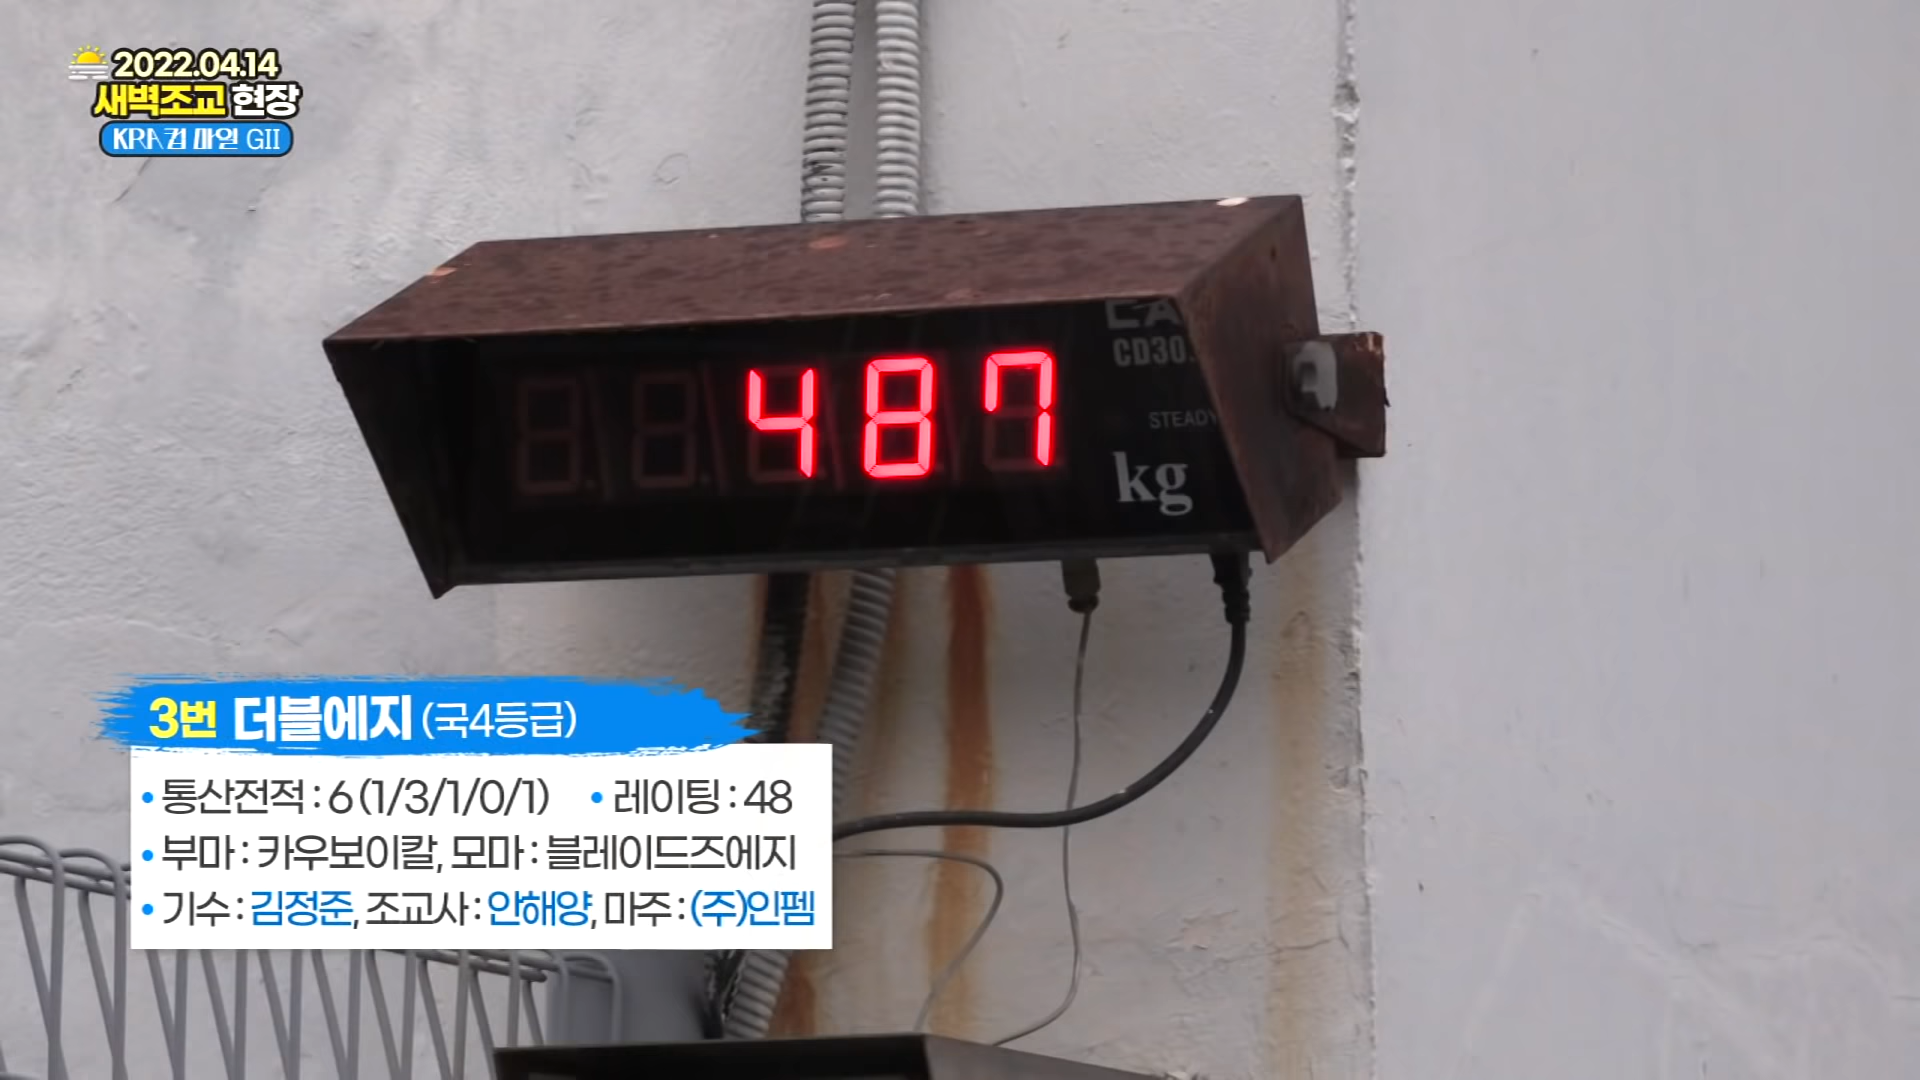 2022.04.14
새벽조교 현장
KRA컵 마일 GII
CD30
STEADY
487
kg
3번 더블에지 (국4등급)
• 통산전적 : 6 (1/3/1/0/1) • 레이팅 : 48
• 부마 : 카우보이칼, 모마 : 블레이드즈에지
• 기수 : 김정준, 조교사 : 안해양, 마주 : (주)인펨